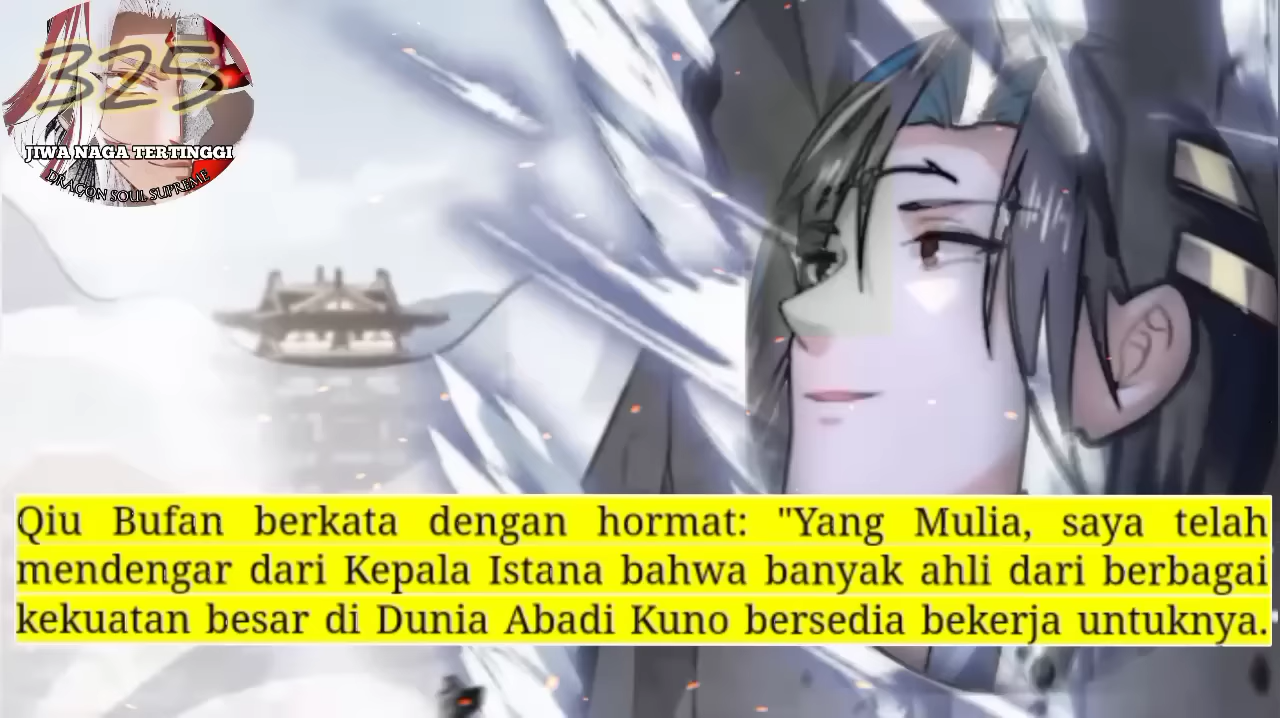 325
JIWA NAGA TERTINGGI
DRAGON SOUL SUPREME
Qiu Bufan berkata dengan hormat: "Yang Mulia, saya telah
mendengar dari Kepala Istana bahwa banyak ahli dari berbagai
kekuatan besar di Dunia Abadi Kuno bersedia bekerja untuknya.